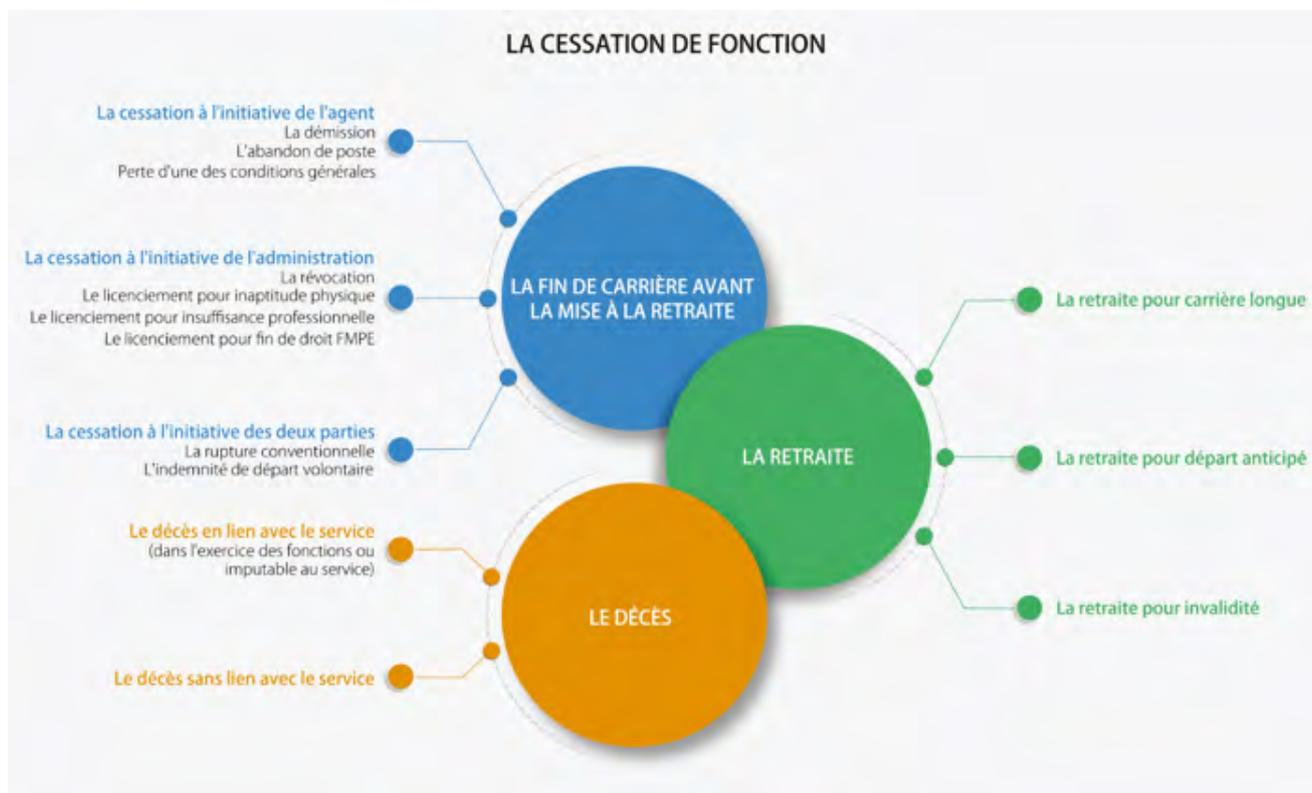 LA CESSATION DE FONCTION
La cessation à l'initiative de l'agent
La démission
L'abandon de poste
Perte d'une des conditions générales
La cessation à l'initiative de l'administration
La révocation
Le licenciement pour inaptitude physique
Le licenciement pour insuffisance professionnelle
Le licenciement pour fin de droit FMPE
La cessation à l'initiative des deux parties
La rupture conventionnelle
L'indemnité de départ volontaire
LA FIN DE CARRIÈRE AVANT
LA MISE À LA RETRAITE
LA RETRAITE
La retraite pour carrière longue
La retraite pour départ anticipé
La retraite pour invalidité
Le décès en lien avec le service
(dans l'exercice des fonctions ou
imputable au service)
Le décès sans lien avec le service
LE DÉCÈS